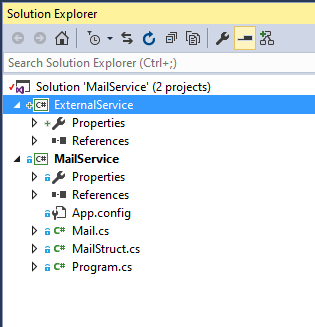 Solution Explorer
Search Solution Explorer (Ctrl+;)
Solution 'MailService' (2 projects)
C# ExternalService
Properties
References
C# MailService
Properties
References
App.config
C# Mail.cs
C# MailStruct.cs
C# Program.cs